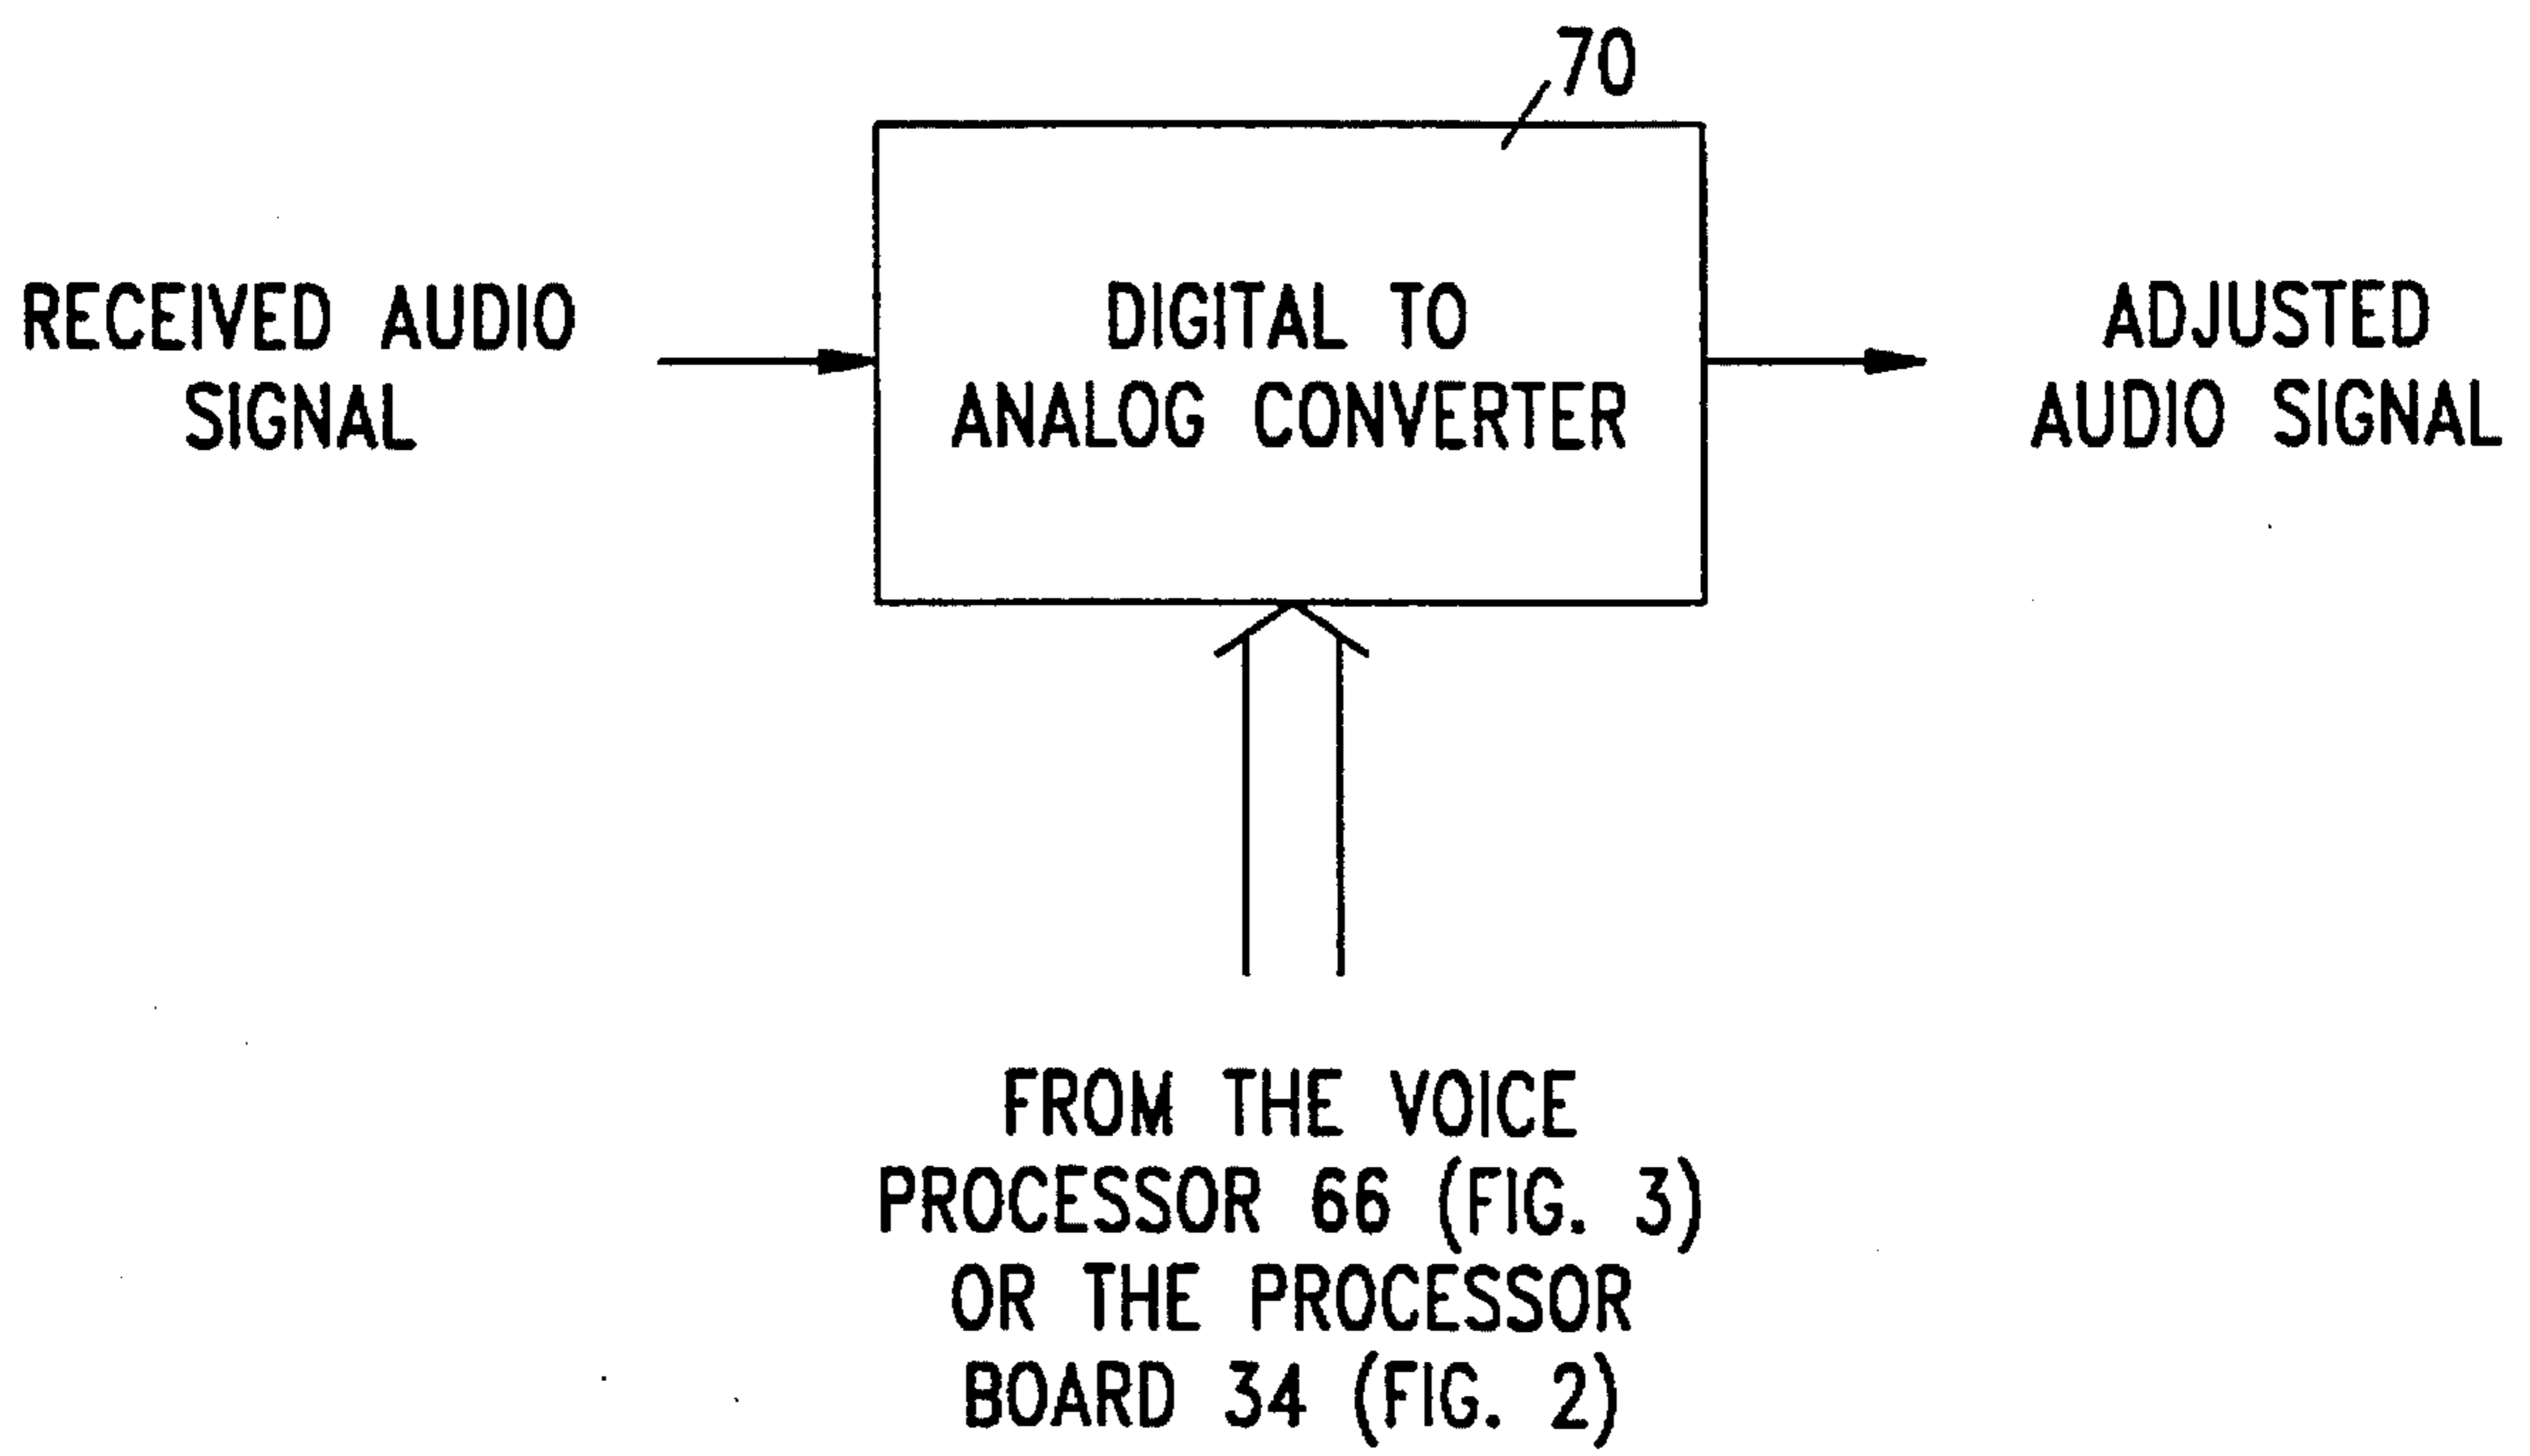 70
RECEIVED AUDIO
SIGNAL
DIGITAL TO
ANALOG CONVERTER
ADJUSTED
AUDIO SIGNAL
FROM THE VOICE
PROCESSOR 66 (FIG. 3)
OR THE PROCESSOR
BOARD 34 (FIG. 2)